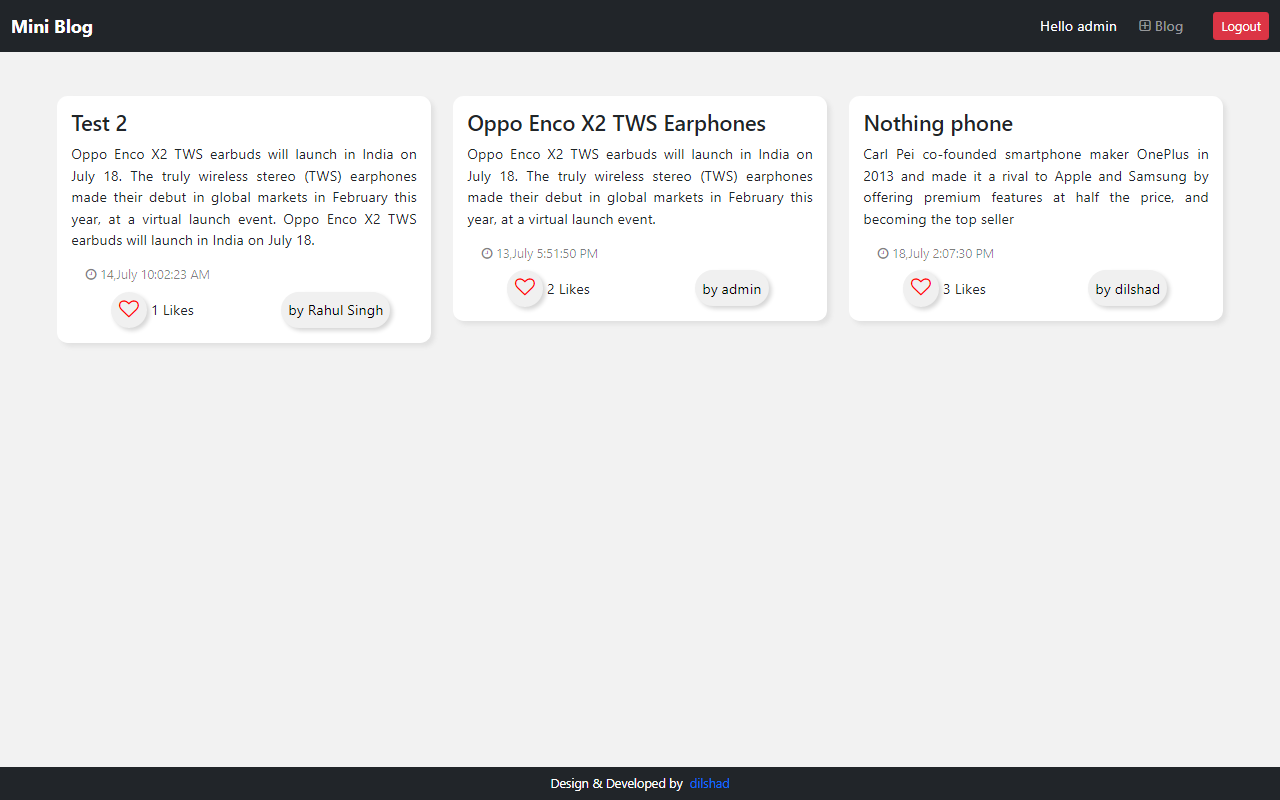 Mini Blog
Hello admin
Blog
Logout
Test 2
Oppo Enco X2 TWS earbuds will launch in India on
July 18. The truly wireless stereo (TWS) earphones
made their debut in global markets in February this
year, at a virtual launch event. Oppo Enco X2 TWS
earbuds will launch in India on July 18.
14,July 10:02:23 AM
1 Likes
by Rahul Singh
Oppo Enco X2 TWS Earphones
Oppo Enco X2 TWS earbuds will launch in India on
July 18. The truly wireless stereo (TWS) earphones
made their debut in global markets in February this
year, at a virtual launch event.
13,July 5:51:50 PM
2 Likes
by admin
Nothing phone
Carl Pei co-founded smartphone maker OnePlus in
2013 and made it a rival to Apple and Samsung by
offering premium features at half the price, and
becoming the top seller
18,July 2:07:30 PM
3 Likes
by dilshad
Design & Developed by dilshad